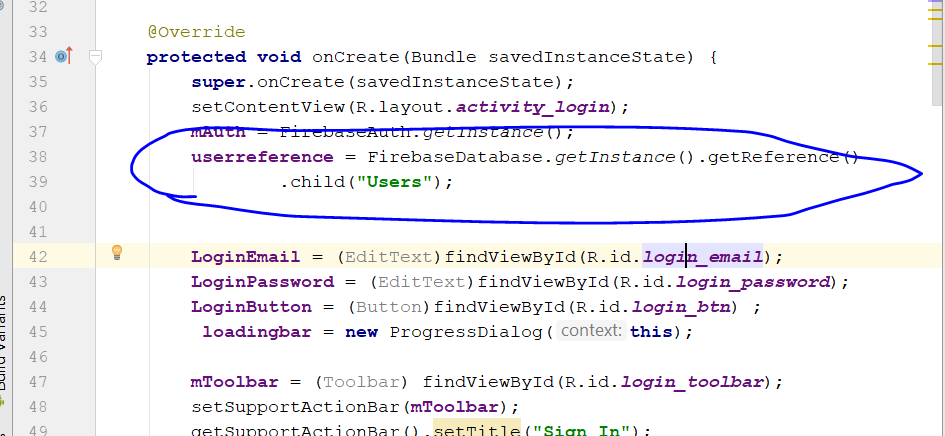 32
33 @Override
34 protected void onCreate(Bundle savedInstanceState) {
35 super.onCreate(savedInstanceState);
36 setContentView(R.layout.activity_login);
37 mAuth = FirebaseAuth.getInstance();
38 userreference = FirebaseDatabase.getInstance().getReference()
39 .child("Users");
40
41
42 LoginEmail = (EditText)findViewById(R.id.login_email);
43 LoginPassword = (EditText)findViewById(R.id.login_password);
44 LoginButton = (Button)findViewById(R.id.login_btn) ;
45 loadingbar = new ProgressDialog( context: this);
46
47 mToolbar = (Toolbar) findViewById(R.id.login_toolbar);
48 setSupportActionBar(mToolbar);
49 getSupportActionBar().setTitle("Sign In");
Build Variants